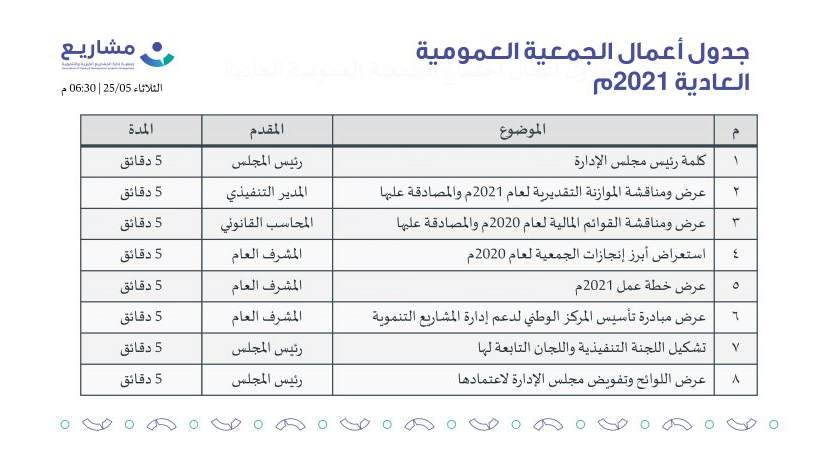 جدول أعمال الجمعية العمومية
العادية 2021م
مشاريع
الثلاثاء 25/05 | 06:30 م
م الموضوع المقدم المدة
١ كلمة رئيس مجلس الإدارة رئيس المجلس 5 دقائق
٢ عرض ومناقشة الموازنة التقديرية لعام 2021م والمصادقة عليها المدير التنفيذي 5 دقائق
٣ عرض ومناقشة القوائم المالية لعام 2020م والمصادقة عليها المحاسب القانوني 5 دقائق
٤ استعراض أبرز إنجازات الجمعية لعام 2020م المشرف العام 5 دقائق
٥ عرض خطة عمل 2021م المشرف العام 5 دقائق
٦ عرض مبادرة تأسيس المركز الوطني لدعم إدارة المشاريع التنموية المشرف العام 5 دقائق
٧ تشكيل اللجنة التنفيذية واللجان التابعة لها رئيس المجلس 5 دقائق
٨ عرض اللوائح وتفويض مجلس الإدارة لاعتمادها رئيس المجلس 5 دقائق